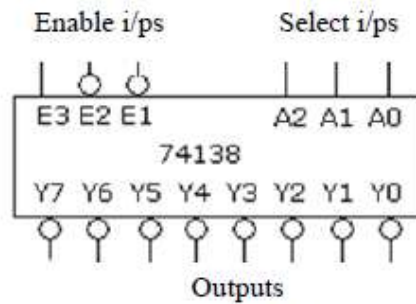 Enable i/ps Select i/ps
E3 E2 E1 A2 A1 A0
74138
Y7 Y6 Y5 Y4 Y3 Y2 Y1 Y0
Outputs